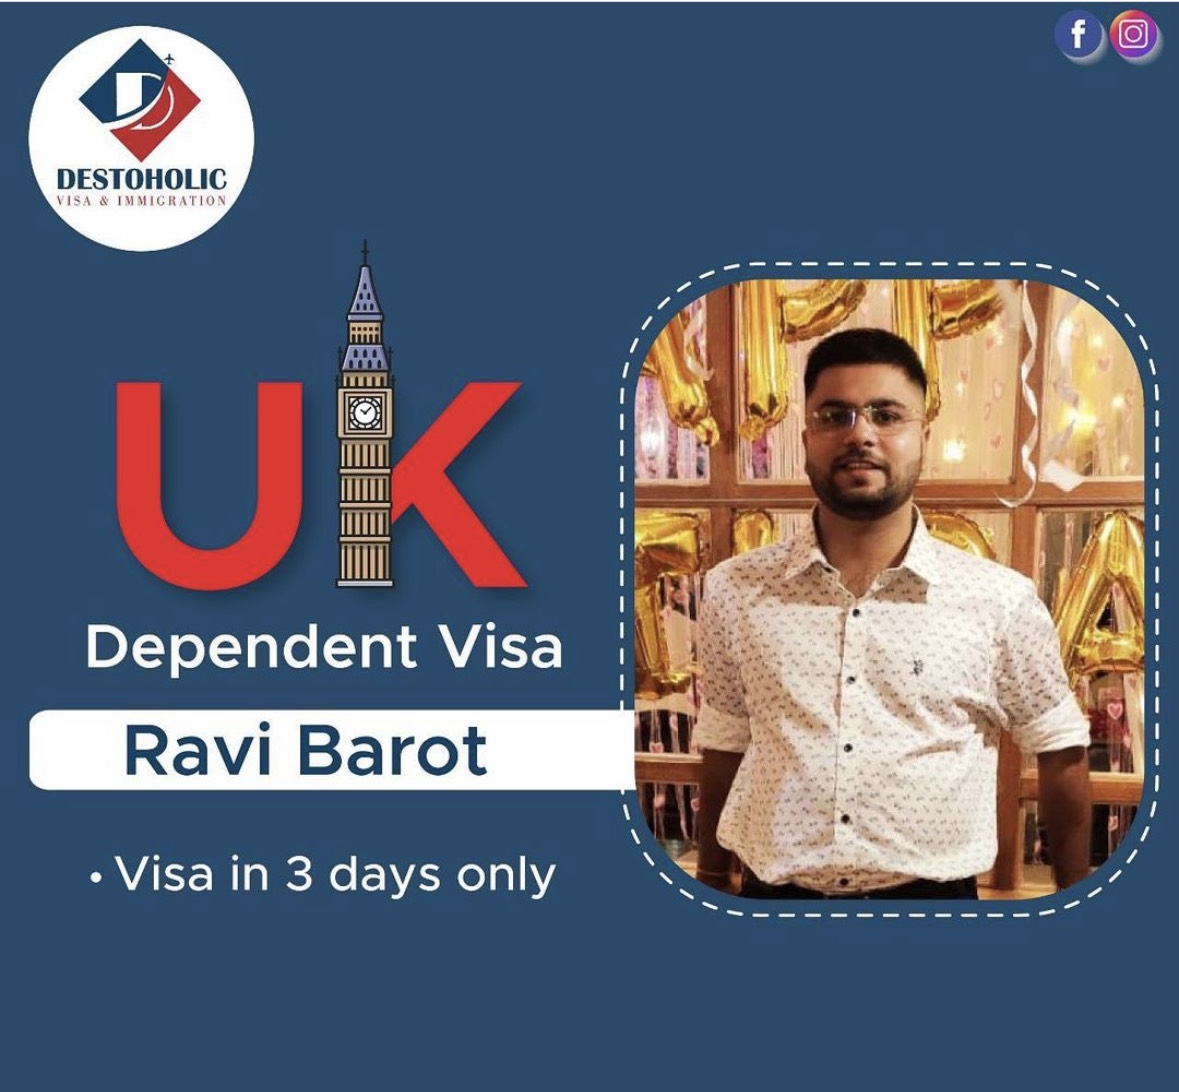 DESTOHOLIC
VISA & IMMIGRATION
UK
Dependent Visa
Ravi Barot
• Visa in 3 days only